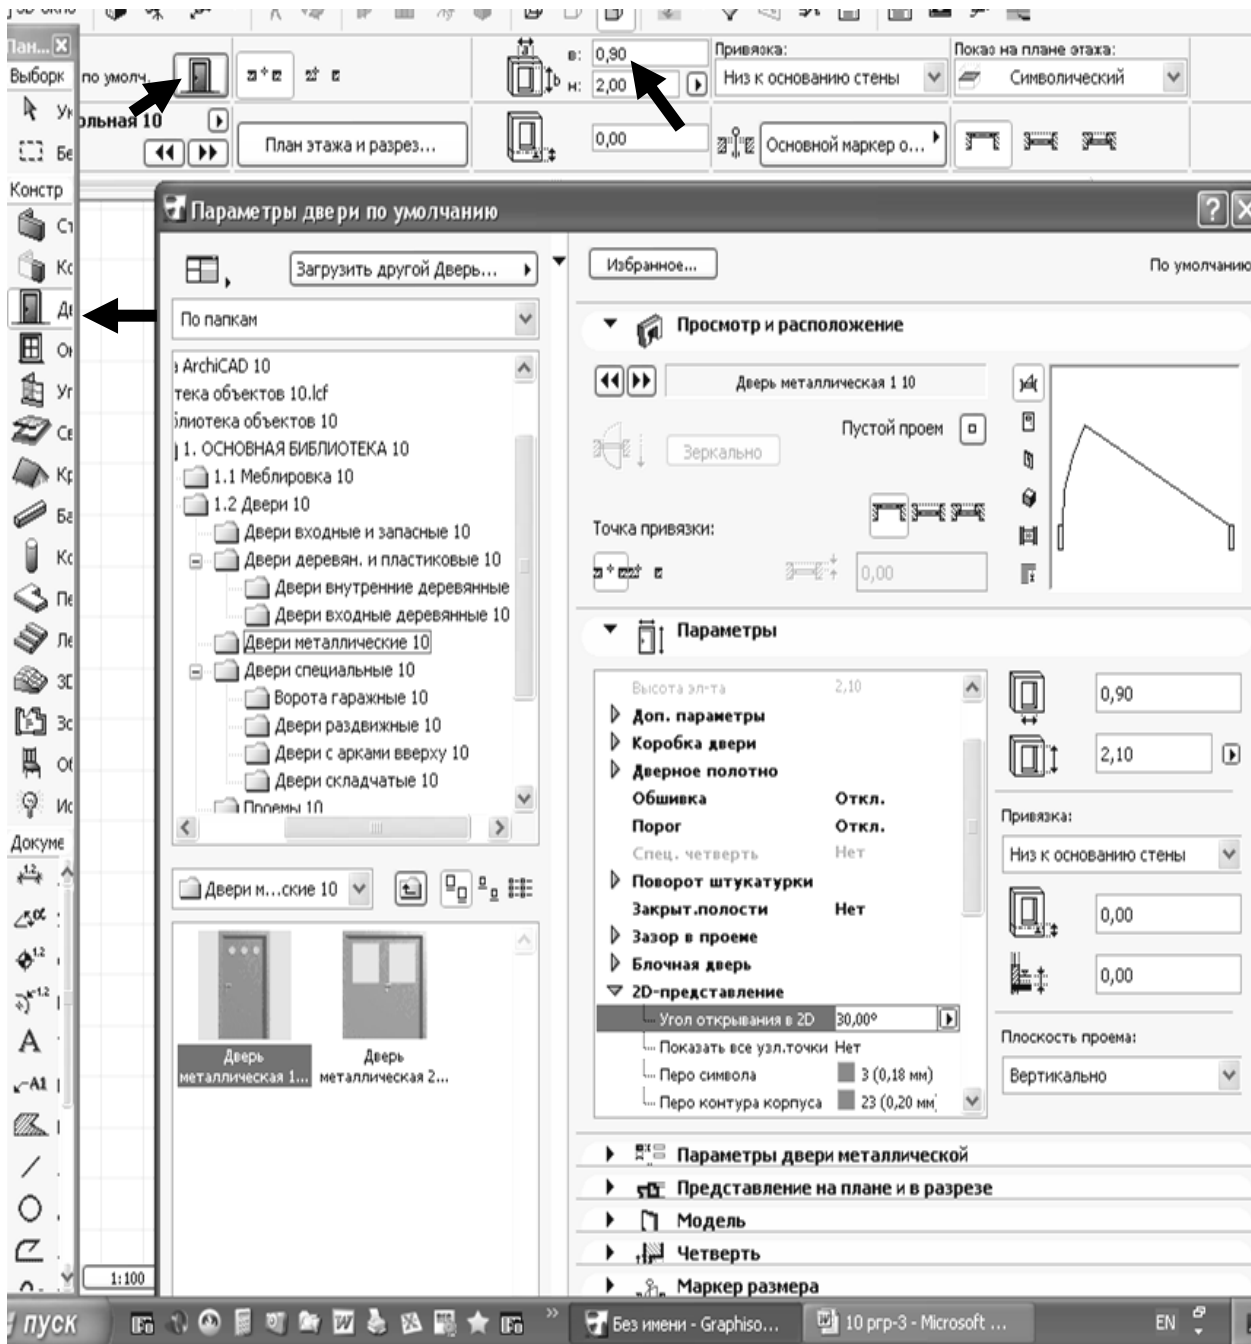 Пан...
Выборк
по умолч.
в: 0,90
н: 2,00
Привязка:
Низ к основанию стены
Показ на плане этажа:
Символический
ольная 10
План этажа и разрез...
0,00
Основной маркер о...
Констр
Докуме
Параметры двери по умолчанию
Загрузить другой Дверь...
По папкам
ArchiCAD 10
тека объектов 10.lcf
блиотека объектов 10
1. ОСНОВНАЯ БИБЛИОТЕКА 10
1.1 Меблировка 10
1.2 Двери 10
Двери входные и запасные 10
Двери деревян. и пластиковые 10
Двери внутренние деревянные
Двери входные деревянные 10
Двери металлические 10
Двери специальные 10
Ворота гаражные 10
Двери раздвижные 10
Двери с арками вверху 10
Двери складчатые 10
Проемы 10
Двери м...ские 10
Дверь металлическая 1...
Дверь металлическая 2...
Избранное...
По умолчанию
Просмотр и расположение
Дверь металлическая 1 10
Пустой проем
Зеркально
Точка привязки:
0,00
Параметры
Высота эл-та 2,10
Доп. параметры
Коробка двери
Дверное полотно
Обшивка Откл.
Порог Откл.
Спец. четверть Нет
Поворот штукатурки
Закрыт.полости Нет
Зазор в проеме
Блочная дверь
2D-представление
Угол открывания в 2D 30,00°
Показать все узл.точки Нет
Перо символа 3 (0,18 мм)
Перо контура корпуса 23 (0,20 мм)
0,90
2,10
Привязка:
Низ к основанию стены
0,00
0,00
Плоскость проема:
Вертикально
Параметры двери металлической
Представление на плане и в разрезе
Модель
Четверть
Маркер размера
1:100
пуск
Без имени - Graphiso...
10 ргр-3 - Microsoft ...
EN